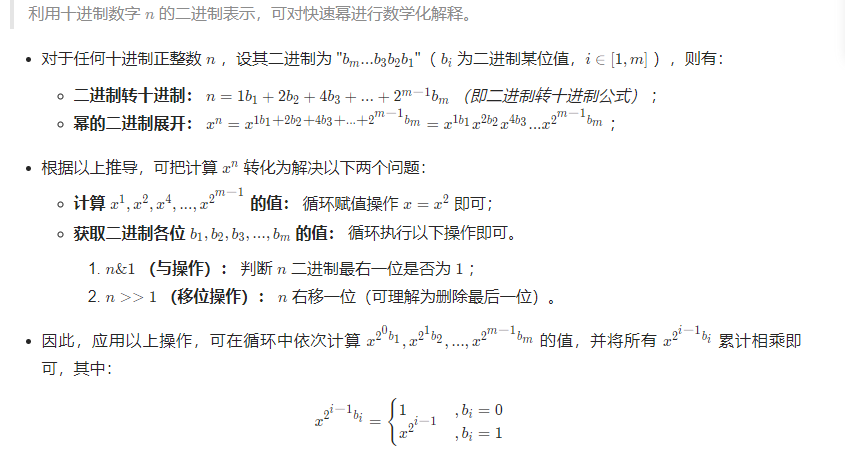 利用十进制数字 n 的二进制表示，可对快速幂进行数学化解释。
• 对于任何十进制正整数 n ，设其二进制为 "b_m...b_3b_2b_1"（ b_i 为二进制某位值，i ∈ [1, m] ），则有：
◦ 二进制转十进制： n = 1b_1 + 2b_2 + 4b_3 + ... + 2^{m−1}b_m （即二进制转十进制公式） ；
◦ 幂的二进制展开： x^n = x^{1b_1+2b_2+4b_3+...+2^{m−1}b_m} = x^{1b_1}x^{2b_2}x^{4b_3}...x^{2^{m−1}b_m} ；
• 根据以上推导，可把计算 x^n 转化为解决以下两个问题：
◦ 计算 x^1, x^2, x^4, ..., x^{2^{m−1}} 的值： 循环赋值操作 x = x^2 即可；
◦ 获取二进制各位 b_1, b_2, b_3, ..., b_m 的值： 循环执行以下操作即可。
1. n&1 （与操作）： 判断 n 二进制最右一位是否为 1 ；
2. n >> 1 （移位操作）： n 右移一位（可理解为删除最后一位）。
• 因此，应用以上操作，可在循环中依次计算 x^{2^0b_1}, x^{2^1b_2}, ..., x^{2^{m−1}b_m} 的值，并将所有 x^{2^{i−1}b_i} 累计相乘即
可，其中：
x^{2^{i−1}b_i} = { 1 , b_i = 0
x^{2^{i−1}} , b_i = 1